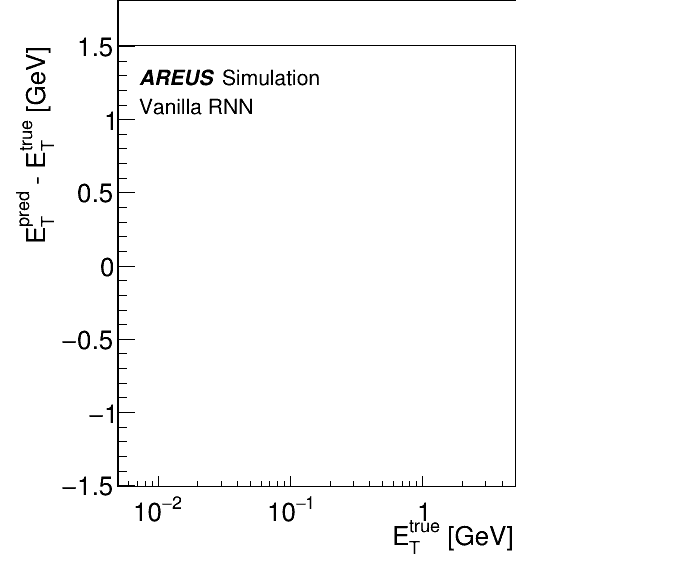 1.5
AREUS Simulation
Vanilla RNN
1
0.5
0
−0.5
−1
−1.5
E_T^pred - E_T^true [GeV]
10^−2 10^−1 1
E_T^true [GeV]